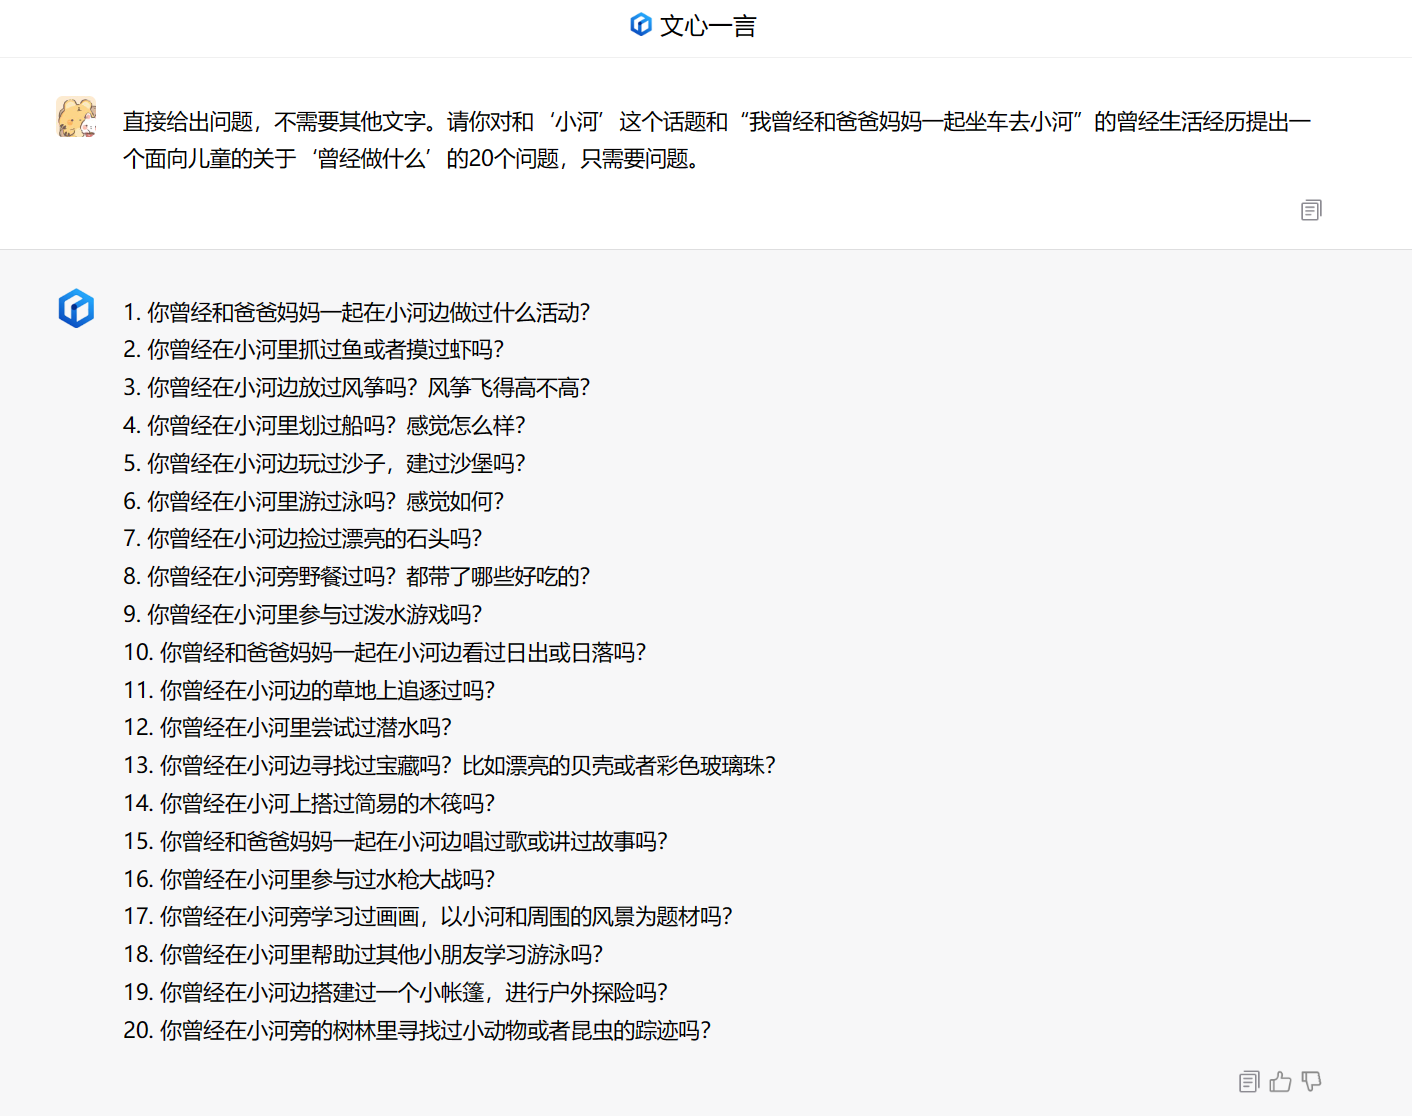 文心一言
直接给出问题，不需要其他文字。请你对和‘小河’这个话题和“我曾经和爸爸妈妈一起坐车去小河”的曾经生活经历提出一
个面向儿童的关于‘曾经做什么’的20个问题，只需要问题。
1. 你曾经和爸爸妈妈一起在小河边做过什么活动？
2. 你曾经在小河里抓过鱼或者摸过虾吗？
3. 你曾经在小河边放过风筝吗？风筝飞得高不高？
4. 你曾经在小河里划过船吗？感觉怎么样？
5. 你曾经在小河边玩过沙子，建过沙堡吗？
6. 你曾经在小河里游过泳吗？感觉如何？
7. 你曾经在小河边捡过漂亮的石头吗？
8. 你曾经在小河旁野餐过吗？都带了哪些好吃的？
9. 你曾经在小河里参与过泼水游戏吗？
10. 你曾经和爸爸妈妈一起在小河边看过日出或日落吗？
11. 你曾经在小河边的草地上追逐过吗？
12. 你曾经在小河里尝试过潜水吗？
13. 你曾经在小河边寻找过宝藏吗？比如漂亮的贝壳或者彩色玻璃珠？
14. 你曾经在小河上搭过简易的木筏吗？
15. 你曾经和爸爸妈妈一起在小河边唱过歌或讲过故事吗？
16. 你曾经在小河里参与过水枪大战吗？
17. 你曾经在小河旁学习过画画，以小河和周围的风景为题材吗？
18. 你曾经在小河里帮助过其他小朋友学习游泳吗？
19. 你曾经在小河边搭建过一个小帐篷，进行户外探险吗？
20. 你曾经在小河旁的树林里寻找过小动物或者昆虫的踪迹吗？